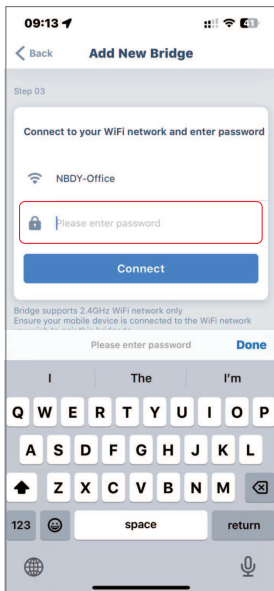 09:13
41
Back Add New Bridge
Step 03
Connect to your WiFi network and enter password
NBDY-Office
Please enter password
Connect
Bridge supports 2.4GHz WiFi network only
Ensure your mobile device is connected to the WiFi network
Please enter password Done
I The I'm
Q W E R T Y U I O P
A S D F G H J K L
Z X C V B N M
123 space return